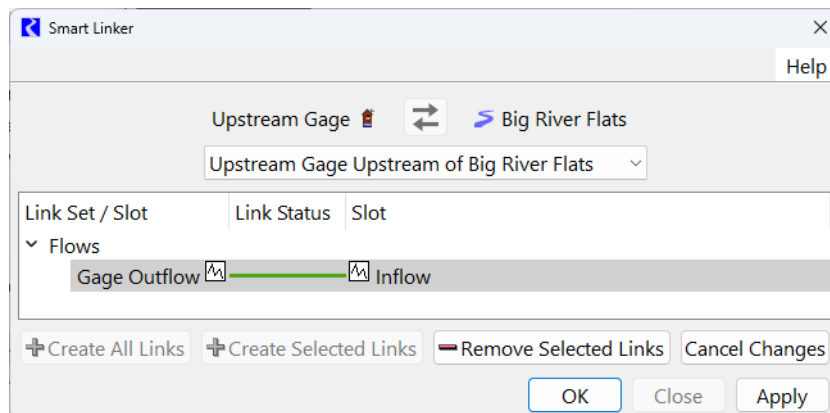 Smart Linker
Help
Upstream Gage Big River Flats
Upstream Gage Upstream of Big River Flats
Link Set / Slot Link Status Slot
Flows
Gage Outflow Inflow
Create All Links Create Selected Links Remove Selected Links Cancel Changes
OK Close Apply